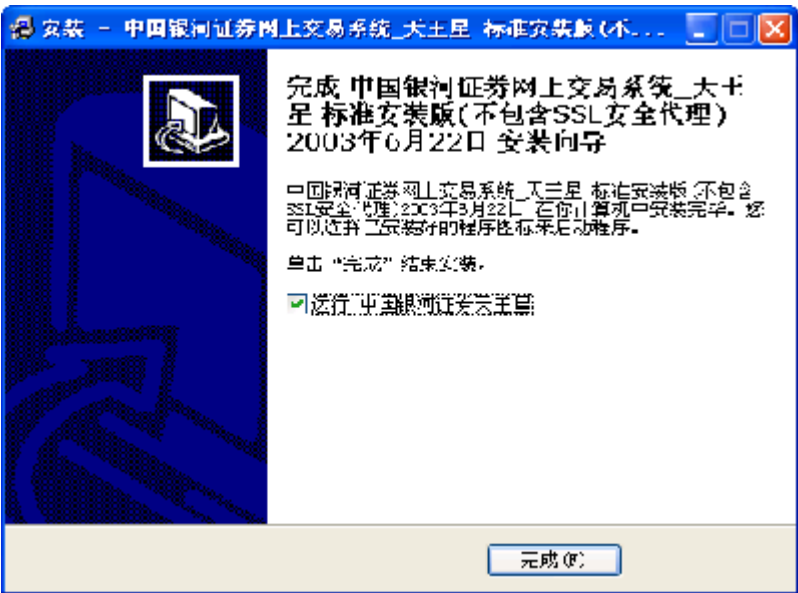 安装 - 中国银河证券网上交易系统_天王星 标准安装版(不...
完成 中国银河证券网上交易系统_天王星 标准安装版(不包含SSL安全代理)
2003年6月22日 安装向导
中国银河证券网上交易系统_天王星 标准安装版(不包含
SSL安全代理)2003年6月22日 在你计算机中安装完毕。您
可以选择已安装好的程序图标来启动程序。
单击“完成”结束安装。
运行 中国银河证券天王星
完成(F)